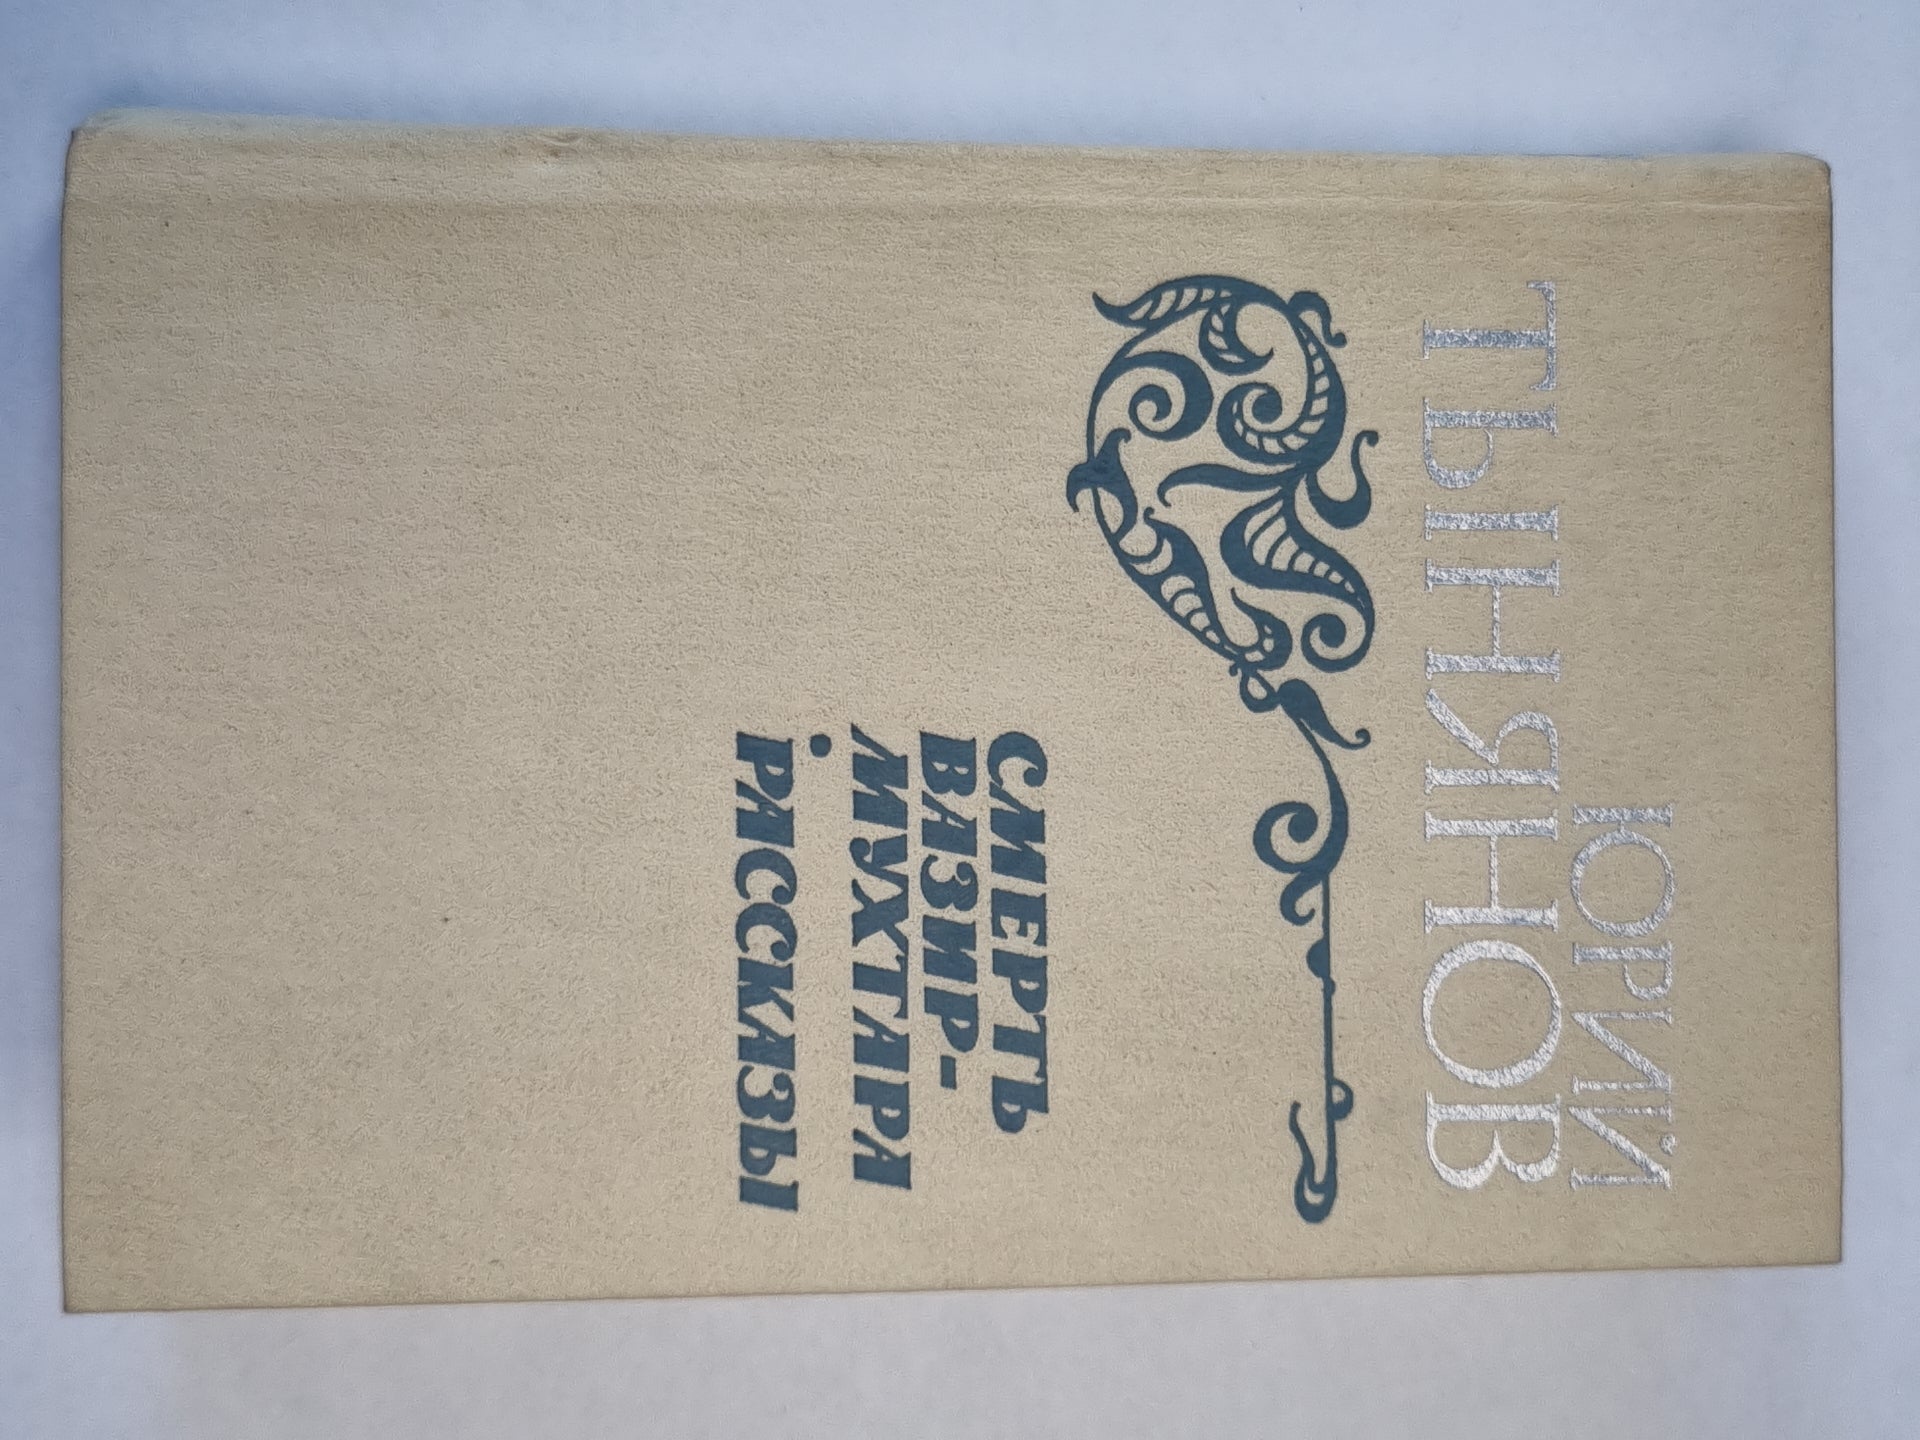 ЮРИЙ
ТЫНЯНОВ
СМЕРТЬ
ВАЗИР-
МУХТАРА
•
РАССКАЗЫ